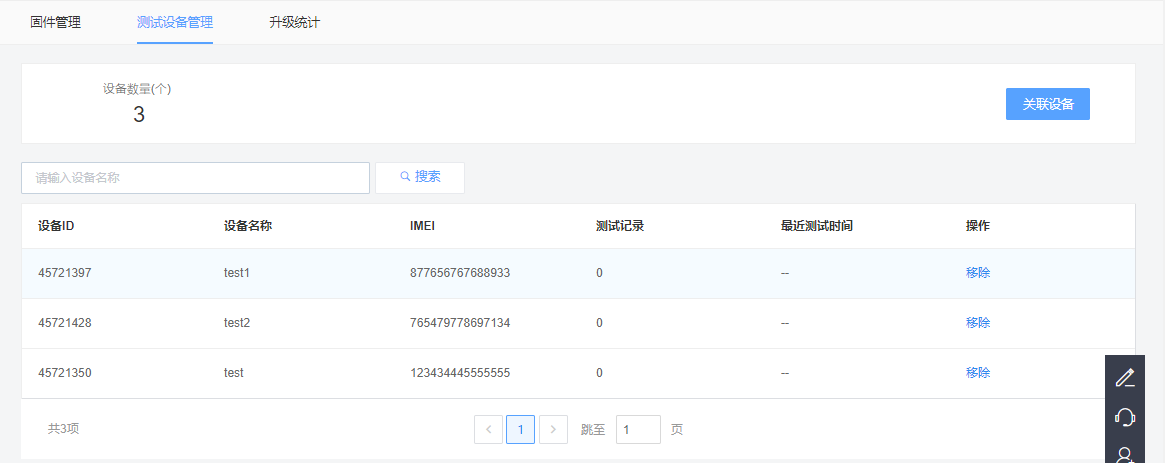 固件管理 测试设备管理 升级统计
设备数量(个)
3
关联设备
请输入设备名称 搜索
设备ID 设备名称 IMEI 测试记录 最近测试时间 操作
45721397 test1 877656767688933 0 -- 移除
45721428 test2 765479778697134 0 -- 移除
45721350 test 123434445555555 0 -- 移除
共3项 1 跳至 1 页